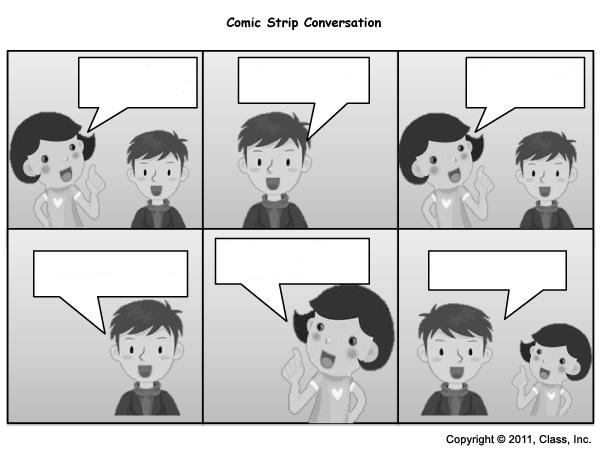 Comic Strip Conversation
Copyright © 2011, Class, Inc.